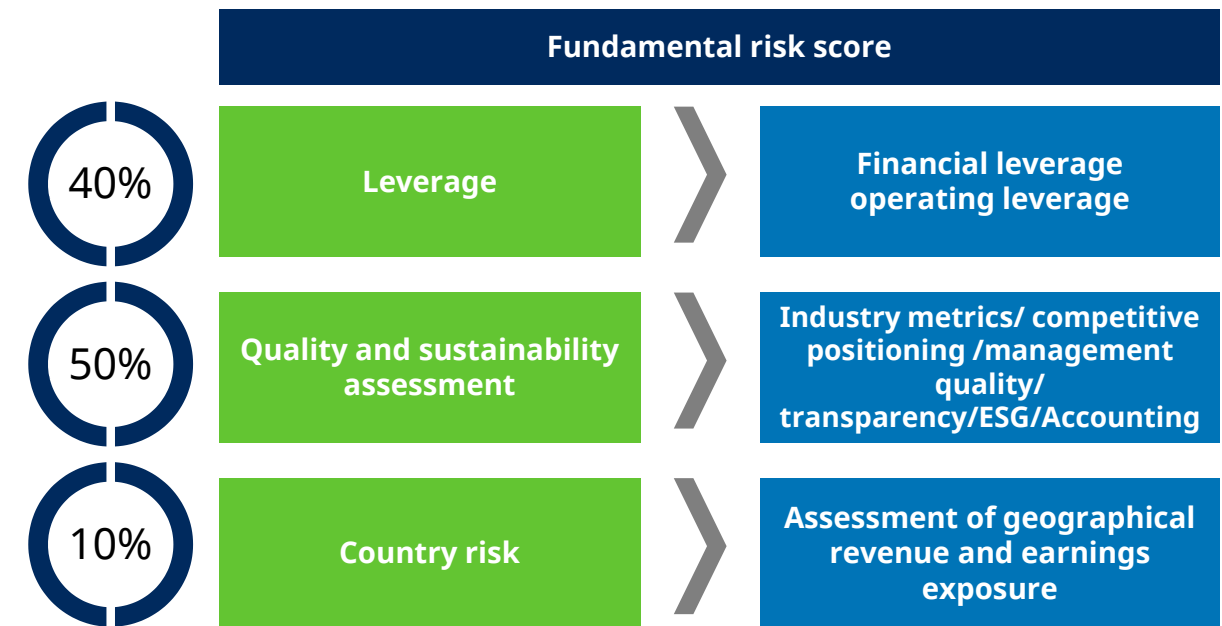 Fundamental risk score
40%
Leverage
Financial leverage
operating leverage
50%
Quality and sustainability
assessment
Industry metrics/ competitive
positioning /management
quality/
transparency/ESG/Accounting
10%
Country risk
Assessment of geographical
revenue and earnings
exposure